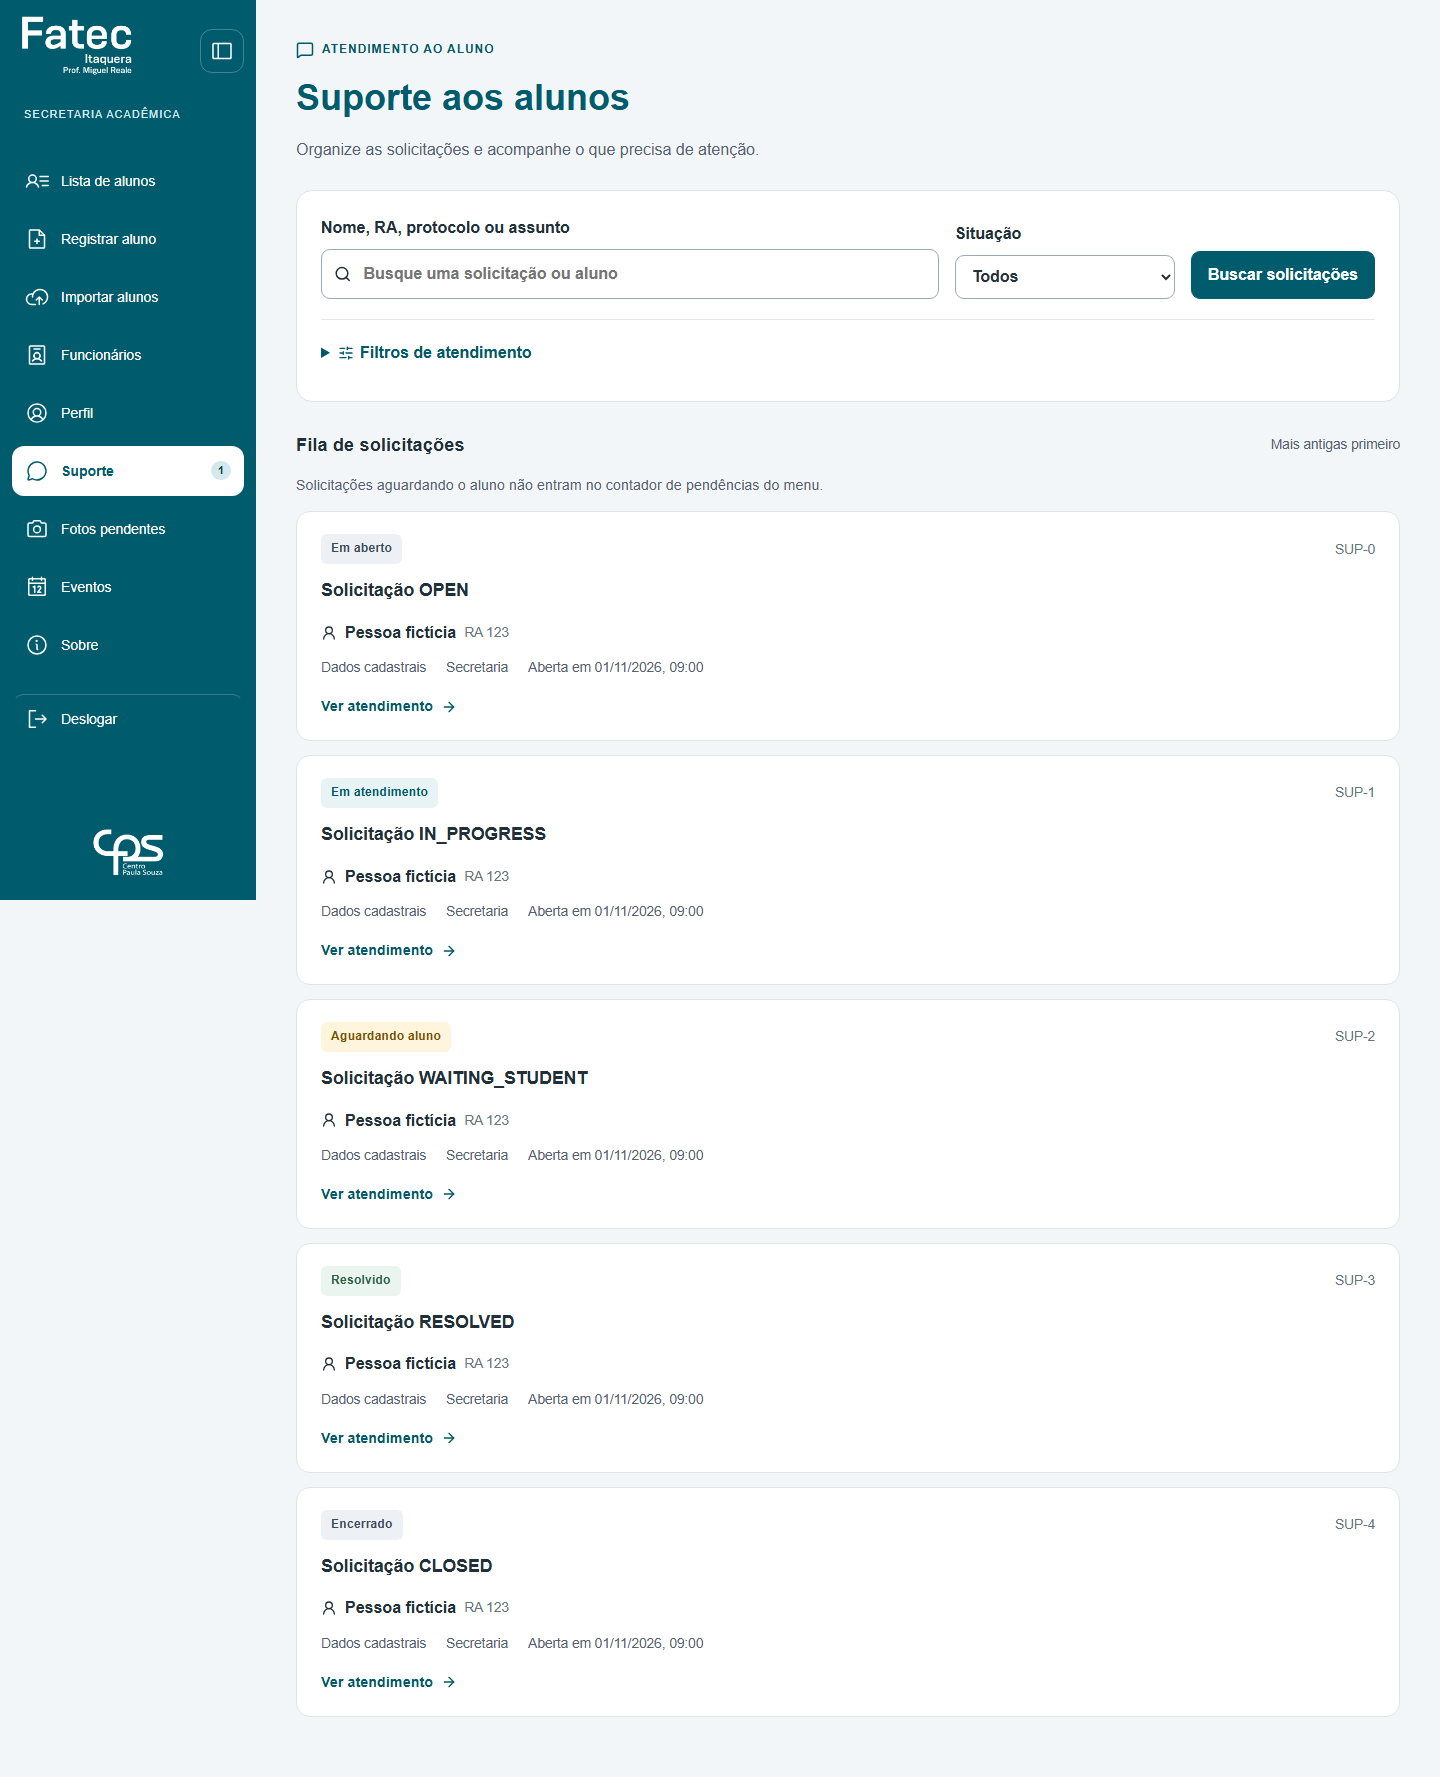 Fatec
Itaquera
Prof. Miguel Reale
SECRETARIA ACADÊMICA
Lista de alunos
Registrar aluno
Importar alunos
Funcionários
Perfil
Suporte 1
Fotos pendentes
12 Eventos
Sobre
Deslogar
cps
Centro
Paula Souza
ATENDIMENTO AO ALUNO
Suporte aos alunos
Organize as solicitações e acompanhe o que precisa de atenção.
Nome, RA, protocolo ou assunto
Busque uma solicitação ou aluno
Situação
Todos
Buscar solicitações
Filtros de atendimento
Fila de solicitações
Mais antigas primeiro
Solicitações aguardando o aluno não entram no contador de pendências do menu.
Em aberto SUP-0
Solicitação OPEN
Pessoa fictícia RA 123
Dados cadastrais Secretaria Aberta em 01/11/2026, 09:00
Ver atendimento
Em atendimento SUP-1
Solicitação IN_PROGRESS
Pessoa fictícia RA 123
Dados cadastrais Secretaria Aberta em 01/11/2026, 09:00
Ver atendimento
Aguardando aluno SUP-2
Solicitação WAITING_STUDENT
Pessoa fictícia RA 123
Dados cadastrais Secretaria Aberta em 01/11/2026, 09:00
Ver atendimento
Resolvido SUP-3
Solicitação RESOLVED
Pessoa fictícia RA 123
Dados cadastrais Secretaria Aberta em 01/11/2026, 09:00
Ver atendimento
Encerrado SUP-4
Solicitação CLOSED
Pessoa fictícia RA 123
Dados cadastrais Secretaria Aberta em 01/11/2026, 09:00
Ver atendimento